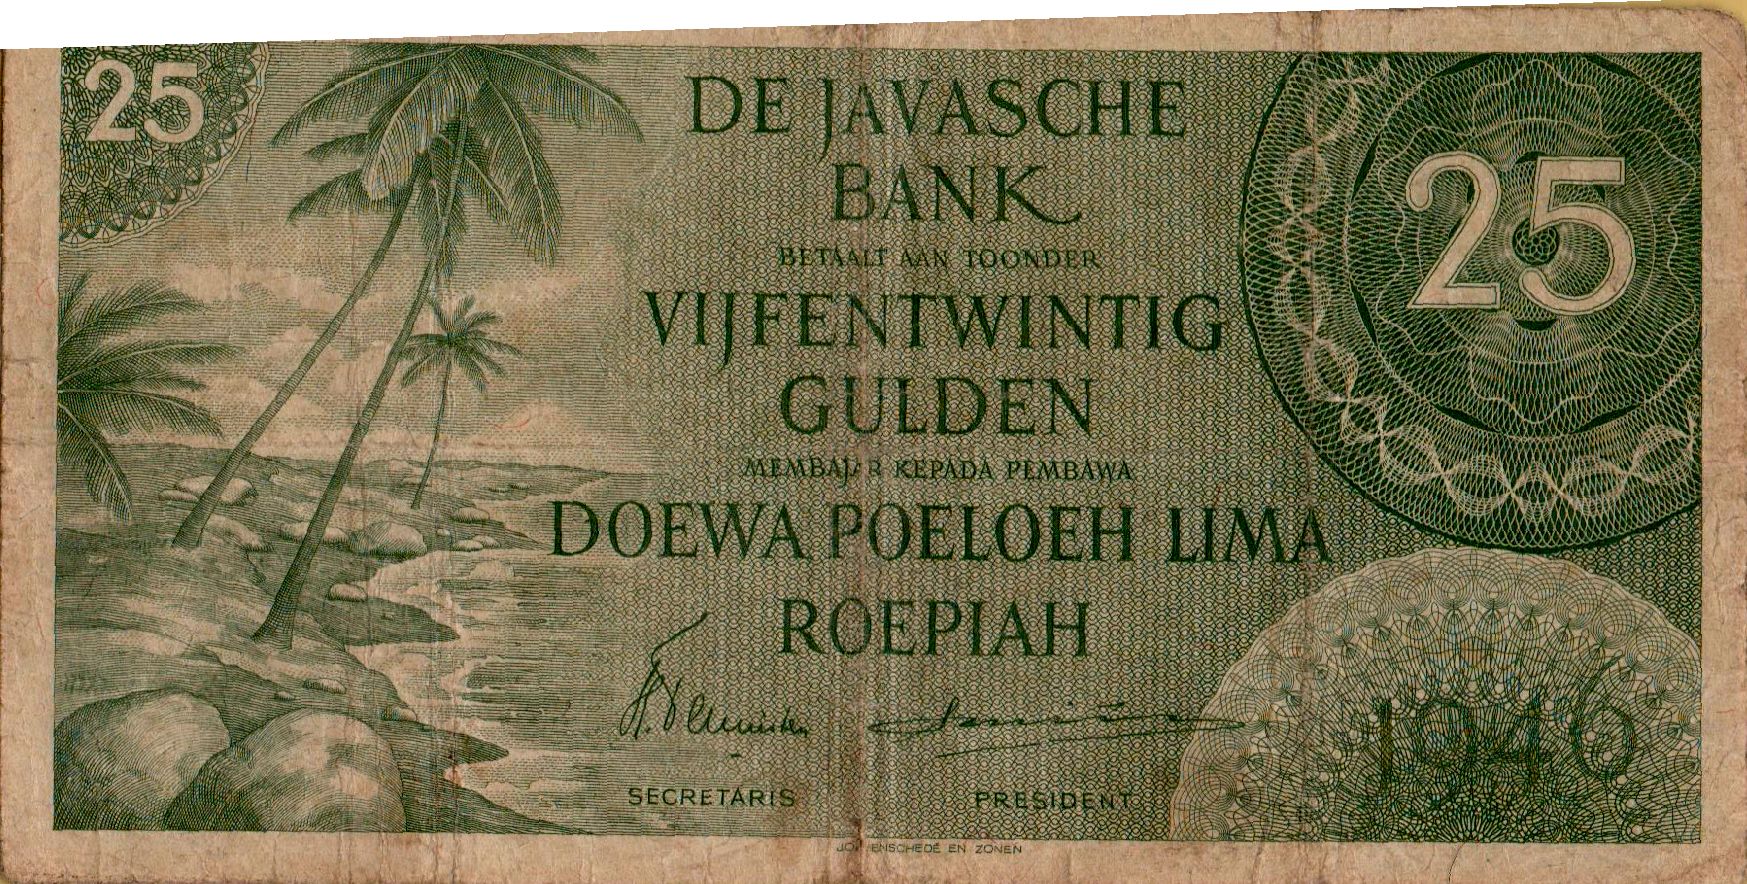 25
DE JAVASCHE
BANK
25
BETAALT AAN TOONDER
VIJFENTWINTIG
GULDEN
MEMBAJAR KEPADA PEMBAWA
DOEWA POELOEH LIMA
ROEPIAH
1946
SECRETARIS PRESIDENT
ENSCHEDÉ EN ZONEN